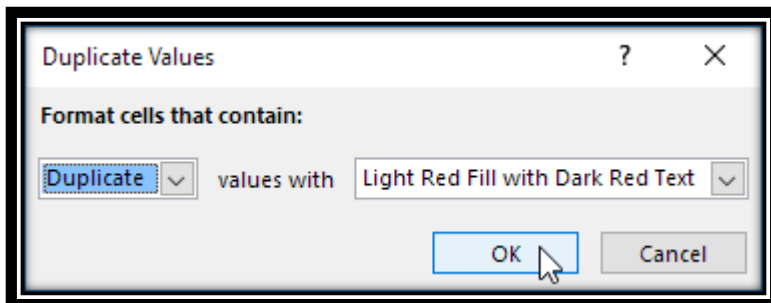 Duplicate Values ?
Format cells that contain:
Duplicate values with Light Red Fill with Dark Red Text
OK Cancel